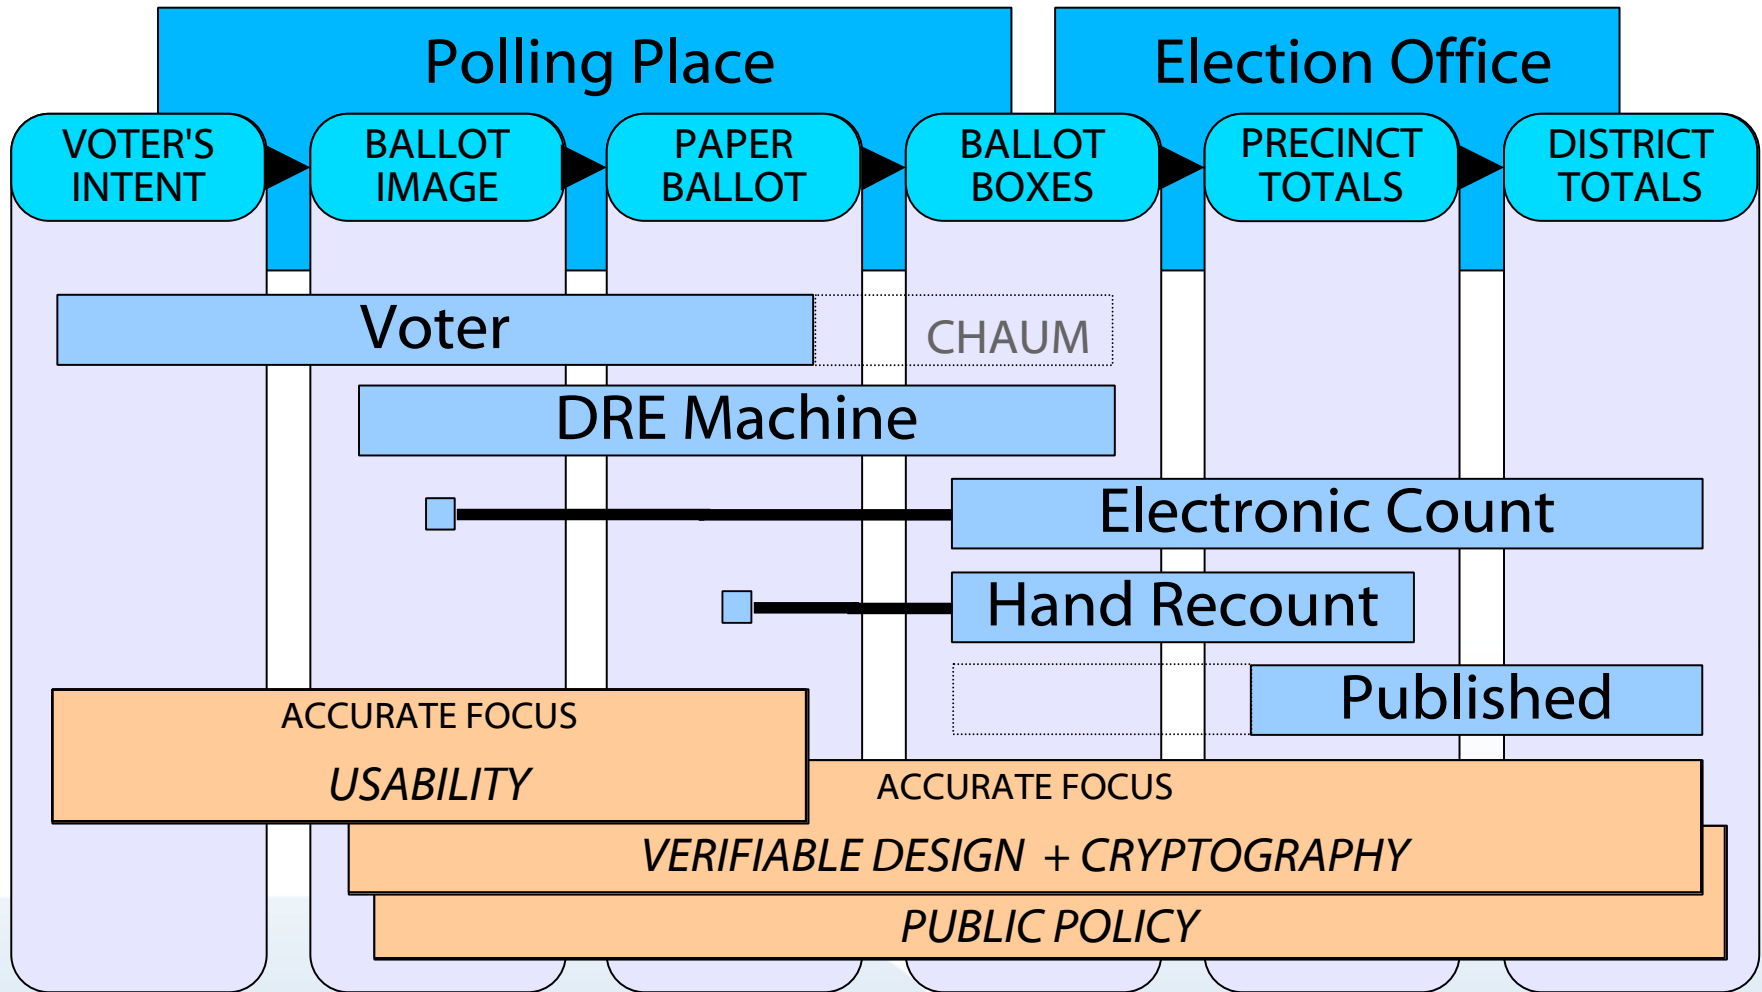 Polling Place
Election Office
VOTER'S
INTENT
BALLOT
IMAGE
PAPER
BALLOT
BALLOT
BOXES
PRECINCT
TOTALS
DISTRICT
TOTALS
Voter
CHAUM
DRE Machine
Electronic Count
Hand Recount
Published
ACCURATE FOCUS
USABILITY
ACCURATE FOCUS
VERIFIABLE DESIGN + CRYPTOGRAPHY
PUBLIC POLICY